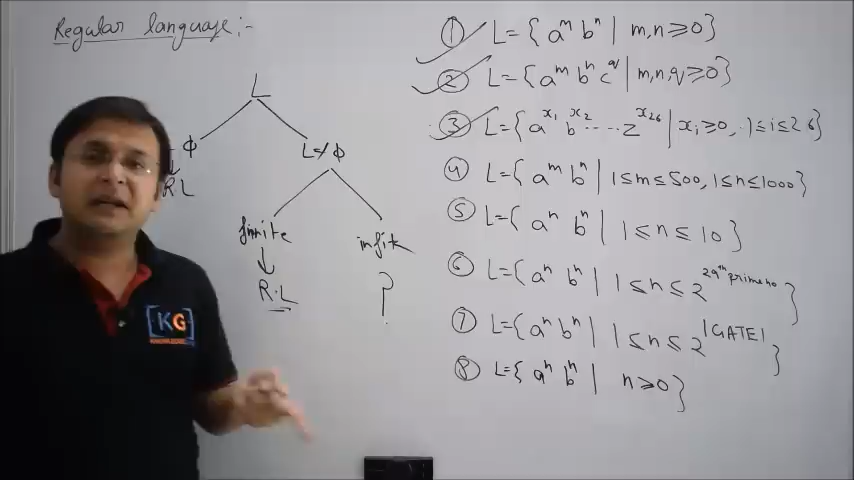 Regular language:-
L
Φ
L≠Φ
RL
finite
infite
R.L
?
① L={a^m b^n | m,n≥0}
② L={a^m b^n c^q | m,n,q≥0}
③ L={a^x1 b^x2 .... z^x26 | xi≥0, 1≤i≤26}
④ L={a^m b^n | 1≤m≤500, 1≤n≤1000}
⑤ L={a^n b^n | 1≤n≤10}
⑥ L={a^n b^n | 1≤n≤2^29th prime no}
⑦ L={a^n b^n | 1≤n≤2^|GATE|}
⑧ L={a^n b^n | n≥0}
KG